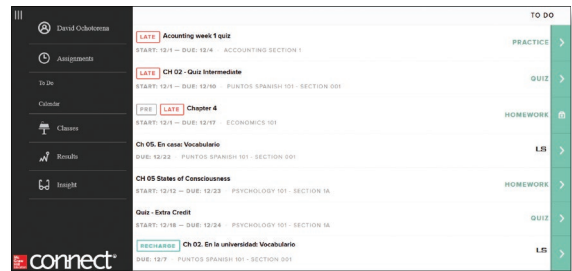 TO DO
David Ochotorena
Assignments
To Do
Calendar
Classes
Results
Insight
connect®
LATE Acounting week 1 quiz
START: 12/1 — DUE: 12/4 · ACCOUNTING SECTION 1
PRACTICE
LATE CH 02 - Quiz Intermediate
START: 12/1 — DUE: 12/10 · PUNTOS SPANISH 101 - SECTION 001
QUIZ
PRE LATE Chapter 4
START: 12/1 — DUE: 12/17 · ECONOMICS 101
HOMEWORK
Ch 05. En casa: Vocabulario
DUE: 12/22 · PUNTOS SPANISH 101 - SECTION 001
LS
CH 05 States of Consciousness
START: 12/12 — DUE: 12/23 · PSYCHOLOGY 101 - SECTION 1A
HOMEWORK
Quiz - Extra Credit
START: 12/18 — DUE: 12/24 · PSYCHOLOGY 101 - SECTION 1A
QUIZ
RECHARGE Ch 02. En la universidad: Vocabulario
DUE: 12/7 · PUNTOS SPANISH 101 - SECTION 001
LS